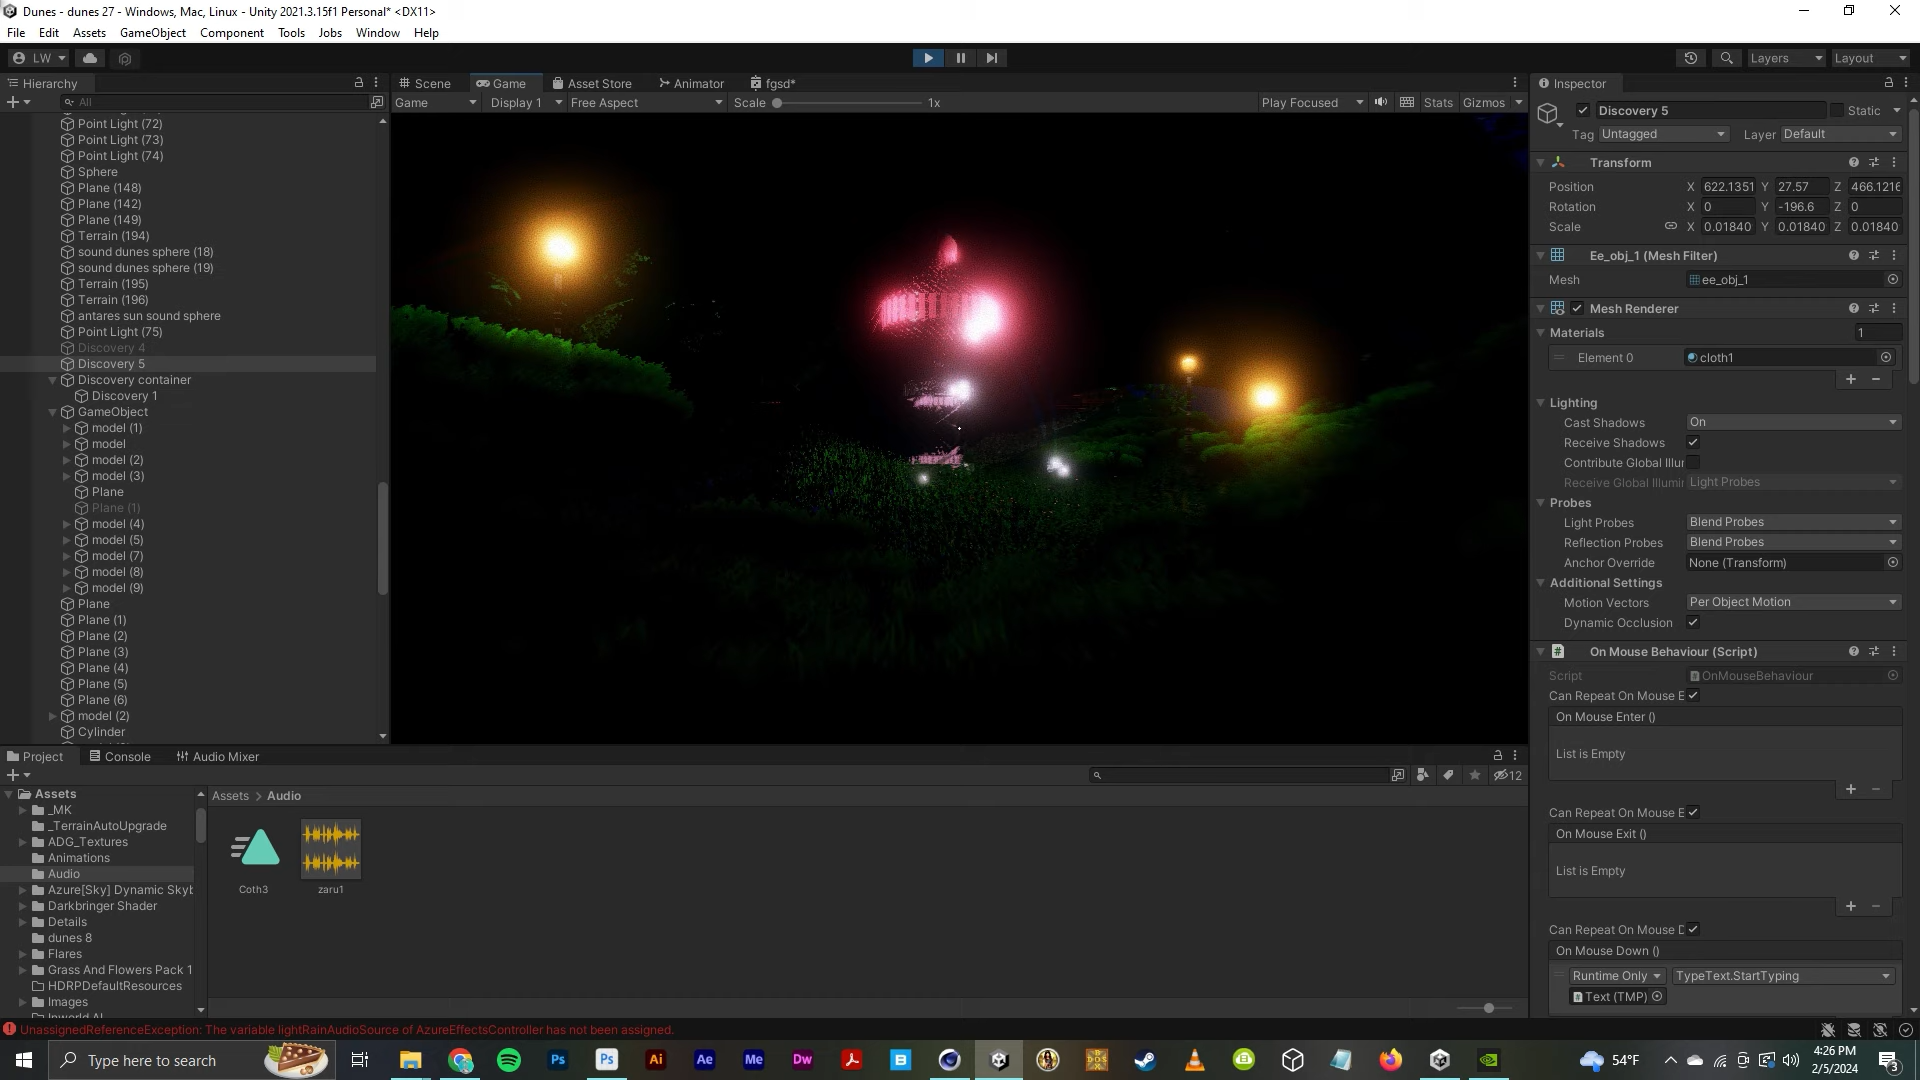 Dunes - dunes 27 - Windows, Mac, Linux - Unity 2021.3.15f1 Personal* <DX11>
File Edit Assets GameObject Component Tools Jobs Window Help
LW Layers Layout
Hierarchy Scene Game Asset Store Animator fgsd* Inspector
All Game Display 1 Free Aspect Scale 1x Play Focused Stats Gizmos
Point Light (72)
Point Light (73)
Point Light (74)
Sphere
Plane (148)
Plane (142)
Plane (149)
Terrain (194)
sound dunes sphere (18)
sound dunes sphere (19)
Terrain (195)
Terrain (196)
antares sun sound sphere
Point Light (75)
Discovery 4
Discovery 5
Discovery container
Discovery 1
GameObject
model (1)
model
model (2)
model (3)
Plane
Plane (1)
model (4)
model (5)
model (7)
model (8)
model (9)
Plane
Plane (1)
Plane (2)
Plane (3)
Plane (4)
Plane (5)
Plane (6)
model (2)
Cylinder
Discovery 5 Static
Tag Untagged Layer Default
Transform
Position X 622.1351 Y 27.57 Z 466.1216
Rotation X 0 Y -196.6 Z 0
Scale X 0.01840 Y 0.01840 Z 0.01840
Ee_obj_1 (Mesh Filter)
Mesh ee_obj_1
Mesh Renderer
Materials 1
Element 0 cloth1
Lighting
Cast Shadows On
Receive Shadows
Contribute Global Illur
Receive Global Illumir Light Probes
Probes
Light Probes Blend Probes
Reflection Probes Blend Probes
Anchor Override None (Transform)
Additional Settings
Motion Vectors Per Object Motion
Dynamic Occlusion
On Mouse Behaviour (Script)
Script OnMouseBehaviour
Can Repeat On Mouse E
On Mouse Enter ()
List is Empty
Can Repeat On Mouse E
On Mouse Exit ()
List is Empty
Can Repeat On Mouse D
On Mouse Down ()
Runtime Only TypeText.StartTyping
Text (TMP)
Project Console Audio Mixer
12
Assets
_MK
_TerrainAutoUpgrade
ADG_Textures
Animations
Audio
Azure[Sky] Dynamic Skyb
Darkbringer Shader
Details
dunes 8
Flares
Grass And Flowers Pack 1
HDRPDefaultResources
Images
Inworld AI
Assets > Audio
Coth3 zaru1
UnassignedReferenceException: The variable lightRainAudioSource of AzureEffectsController has not been assigned.
Type here to search
Ps Ps Ai Ae Me Dw
54°F
4:26 PM
2/5/2024
3